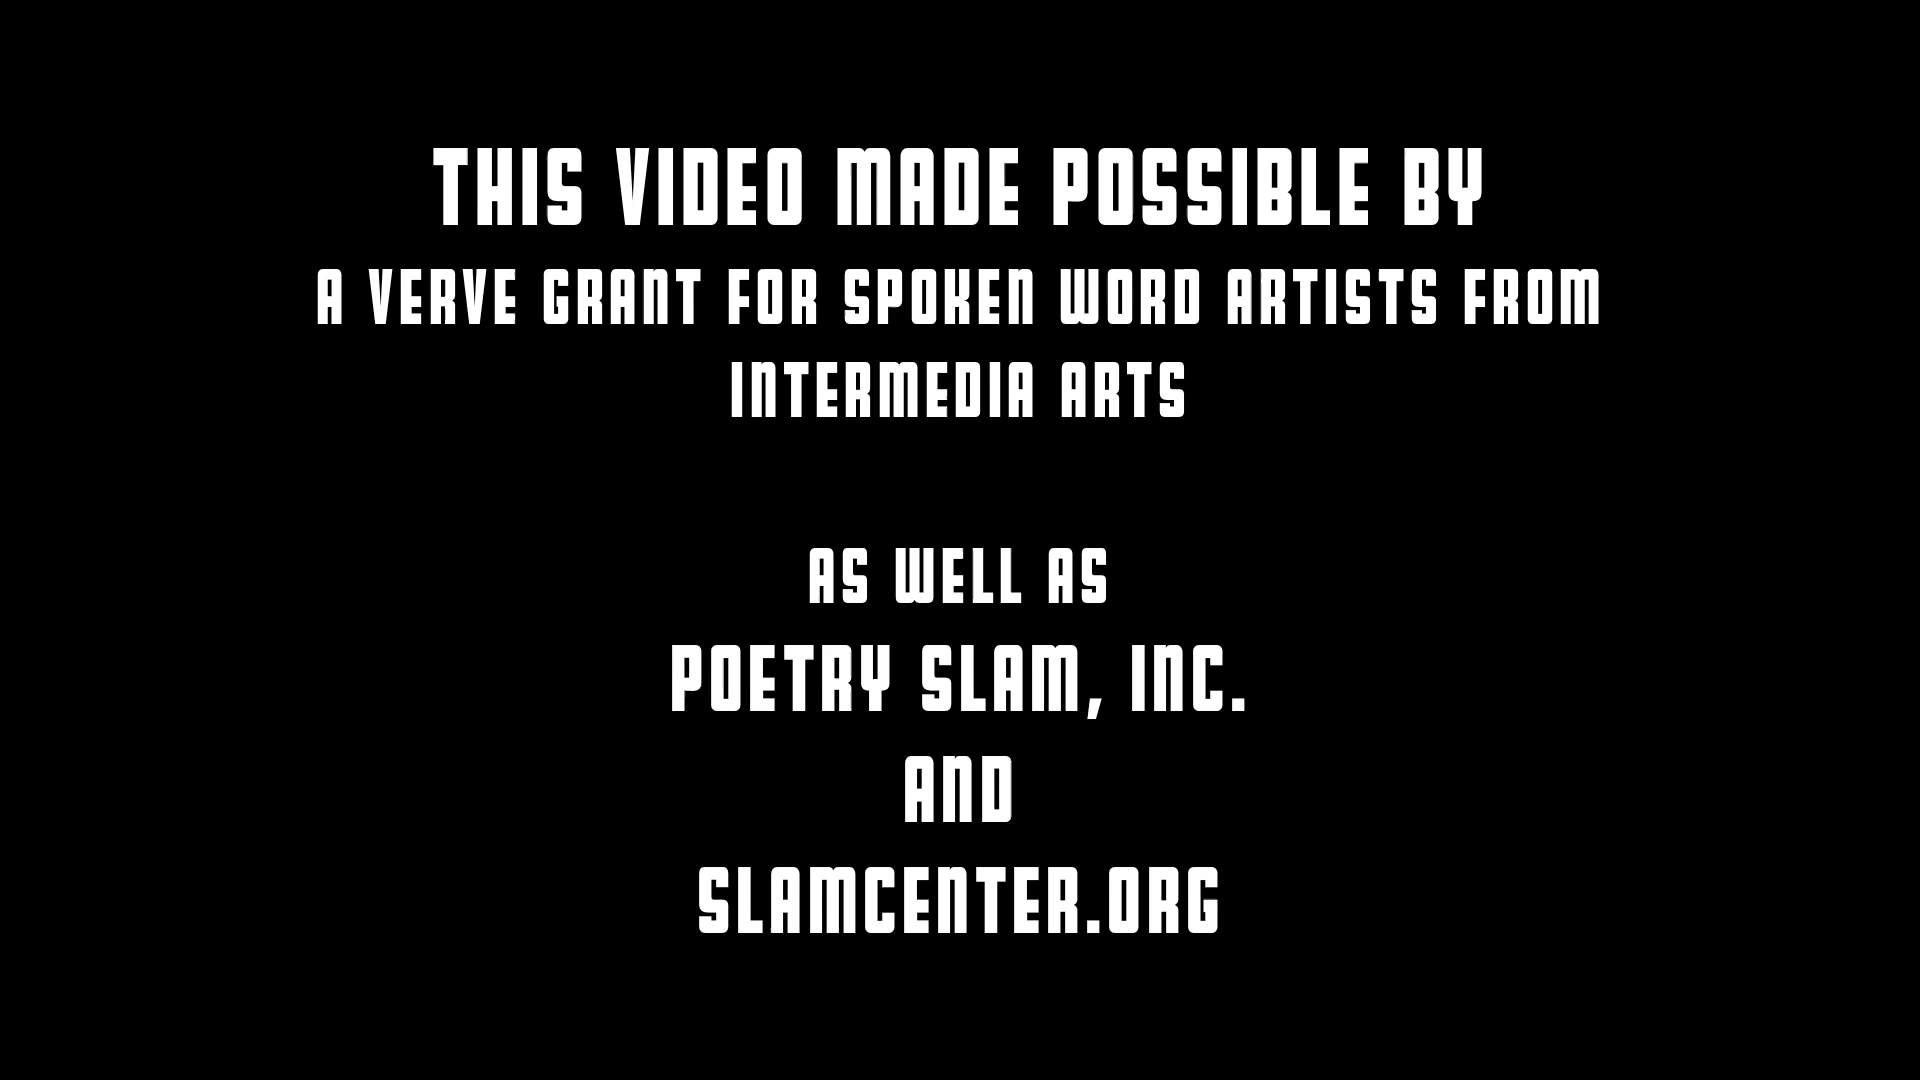 THIS VIDEO MADE POSSIBLE BY
A VERVE GRANT FOR SPOKEN WORD ARTISTS FROM
INTERMEDIA ARTS
AS WELL AS
POETRY SLAM, INC.
AND
SLAMCENTER.ORG